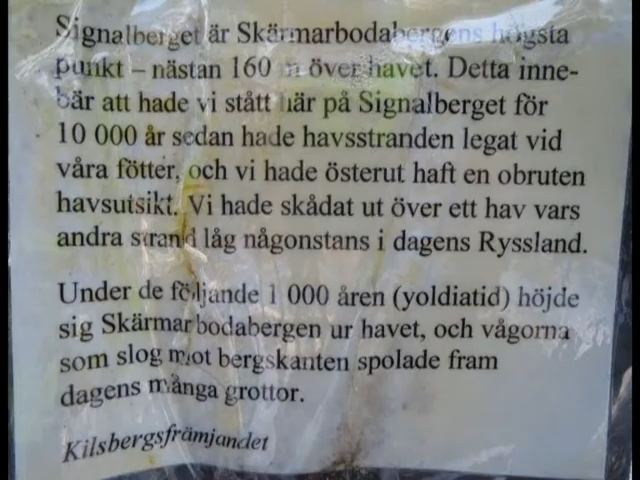 Signalberget är Skärmarbodabergens högsta
punkt – nästan 160 m över havet. Detta inne-
bär att hade vi stått här på Signalberget för
10 000 år sedan hade havsstranden legat vid
våra fötter, och vi hade österut haft en obruten
havsutsikt. Vi hade skådat ut över ett hav vars
andra strand låg någonstans i dagens Ryssland.
Under de följande 1 000 åren (yoldiatid) höjde
sig Skärmarbodabergen ur havet, och vågorna
som slog mot bergskanten spolade fram
dagens många grottor.
Kilsbergsfrämjandet